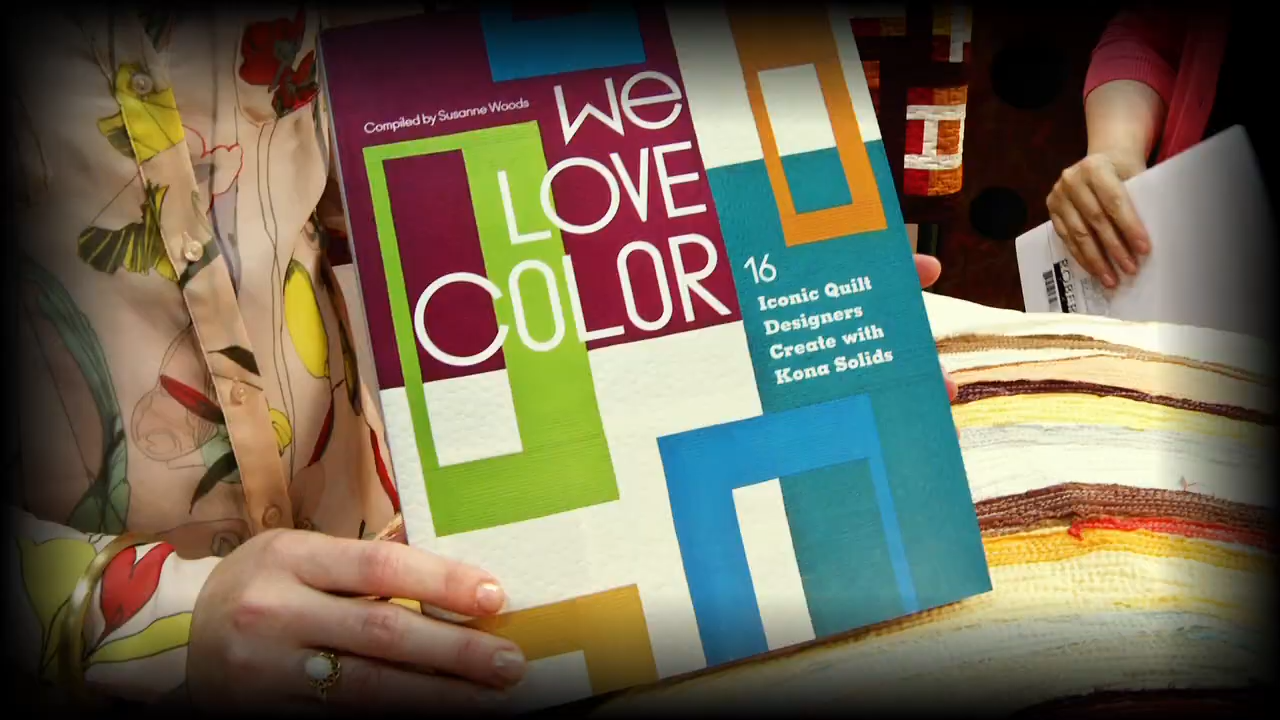 Compiled by Susanne Woods
We
LOVE
COLOR
16
Iconic Quilt
Designers
Create with
Kona Solids